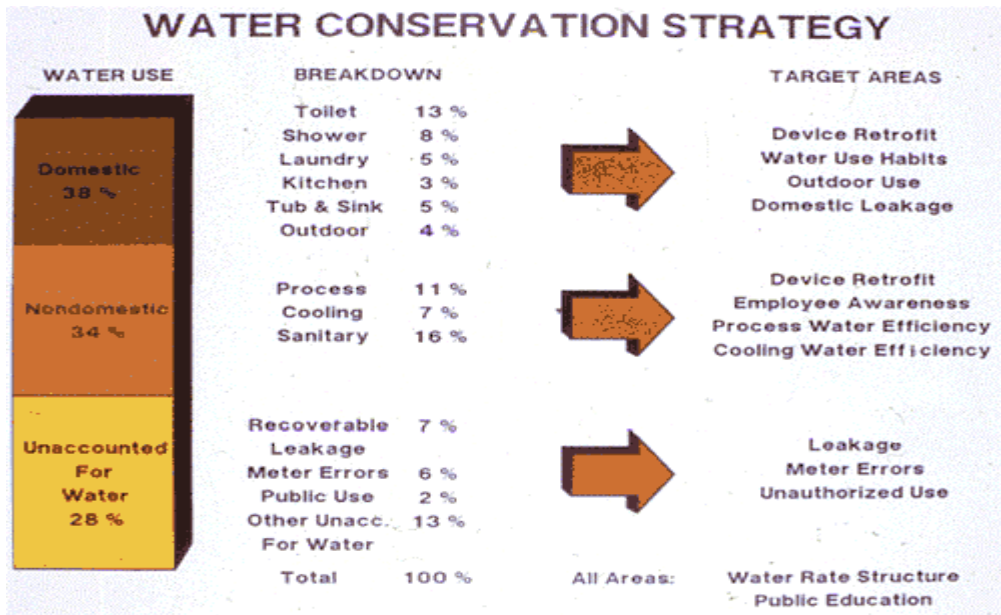 WATER CONSERVATION STRATEGY
WATER USE
BREAKDOWN
TARGET AREAS
Domestic
38 %
Toilet 13 %
Shower 8 %
Laundry 5 %
Kitchen 3 %
Tub & Sink 5 %
Outdoor 4 %
Device Retrofit
Water Use Habits
Outdoor Use
Domestic Leakage
Nondomestic
34 %
Process 11 %
Cooling 7 %
Sanitary 16 %
Device Retrofit
Employee Awareness
Process Water Efficiency
Cooling Water Efficiency
Unaccounted
For
Water
28 %
Recoverable 7 %
Leakage
Meter Errors 6 %
Public Use 2 %
Other Unacc. 13 %
For Water
Total 100 %
Leakage
Meter Errors
Unauthorized Use
All Areas: Water Rate Structure
Public Education